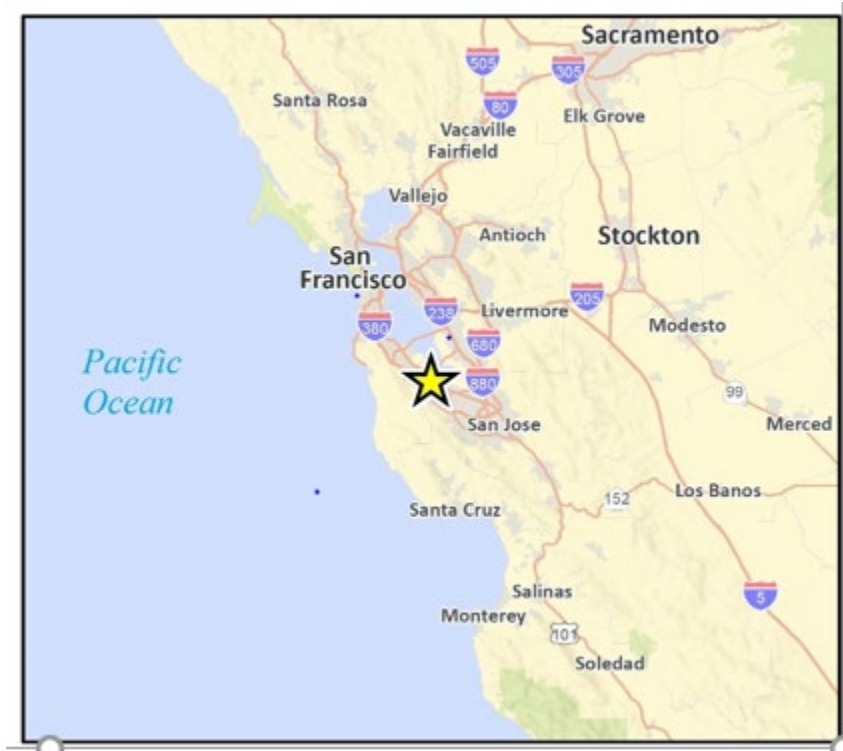 Sacramento
505
305
80
Santa Rosa
Elk Grove
Vacaville
Fairfield
Vallejo
Antioch
Stockton
San
Francisco
205
238
Livermore
380
Modesto
680
Pacific
Ocean
880
99
San Jose
Merced
Los Banos
152
Santa Cruz
Salinas
5
Monterey
101
Soledad